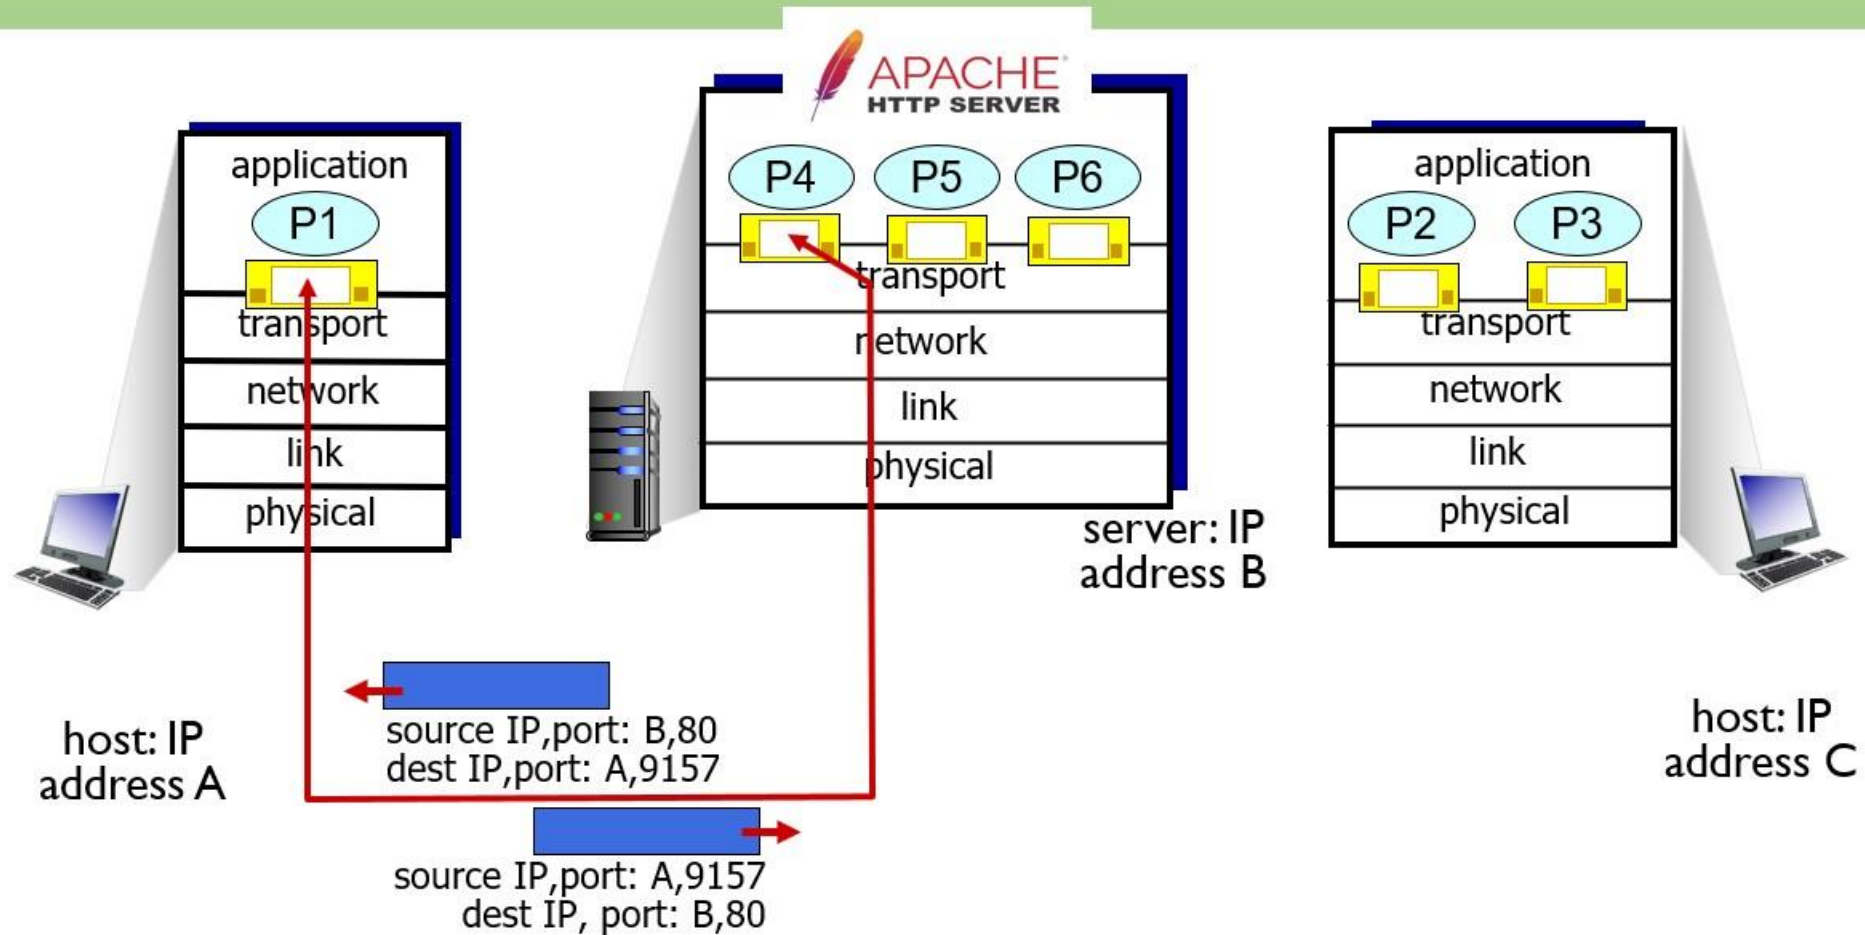 APACHE
HTTP SERVER
application
P1
transport
network
link
physical
host: IP
address A
P4
P5
P6
transport
network
link
physical
server: IP
address B
application
P2
P3
transport
network
link
physical
host: IP
address C
source IP,port: B,80
dest IP,port: A,9157
source IP,port: A,9157
dest IP, port: B,80